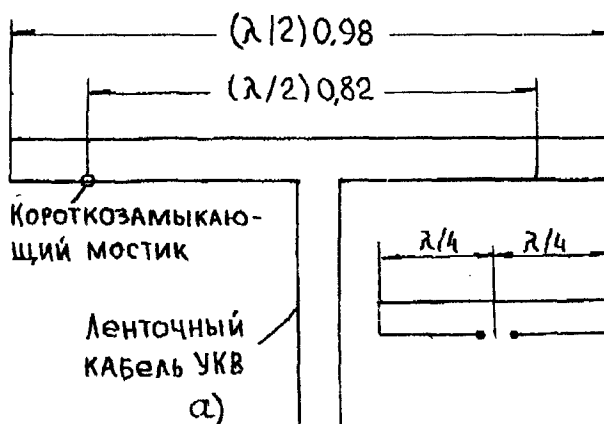 (λ/2)0,98
(λ/2)0,82
Короткозамыкаю-
щий мостик
λ/4 λ/4
Ленточный
кабель УКВ
а)